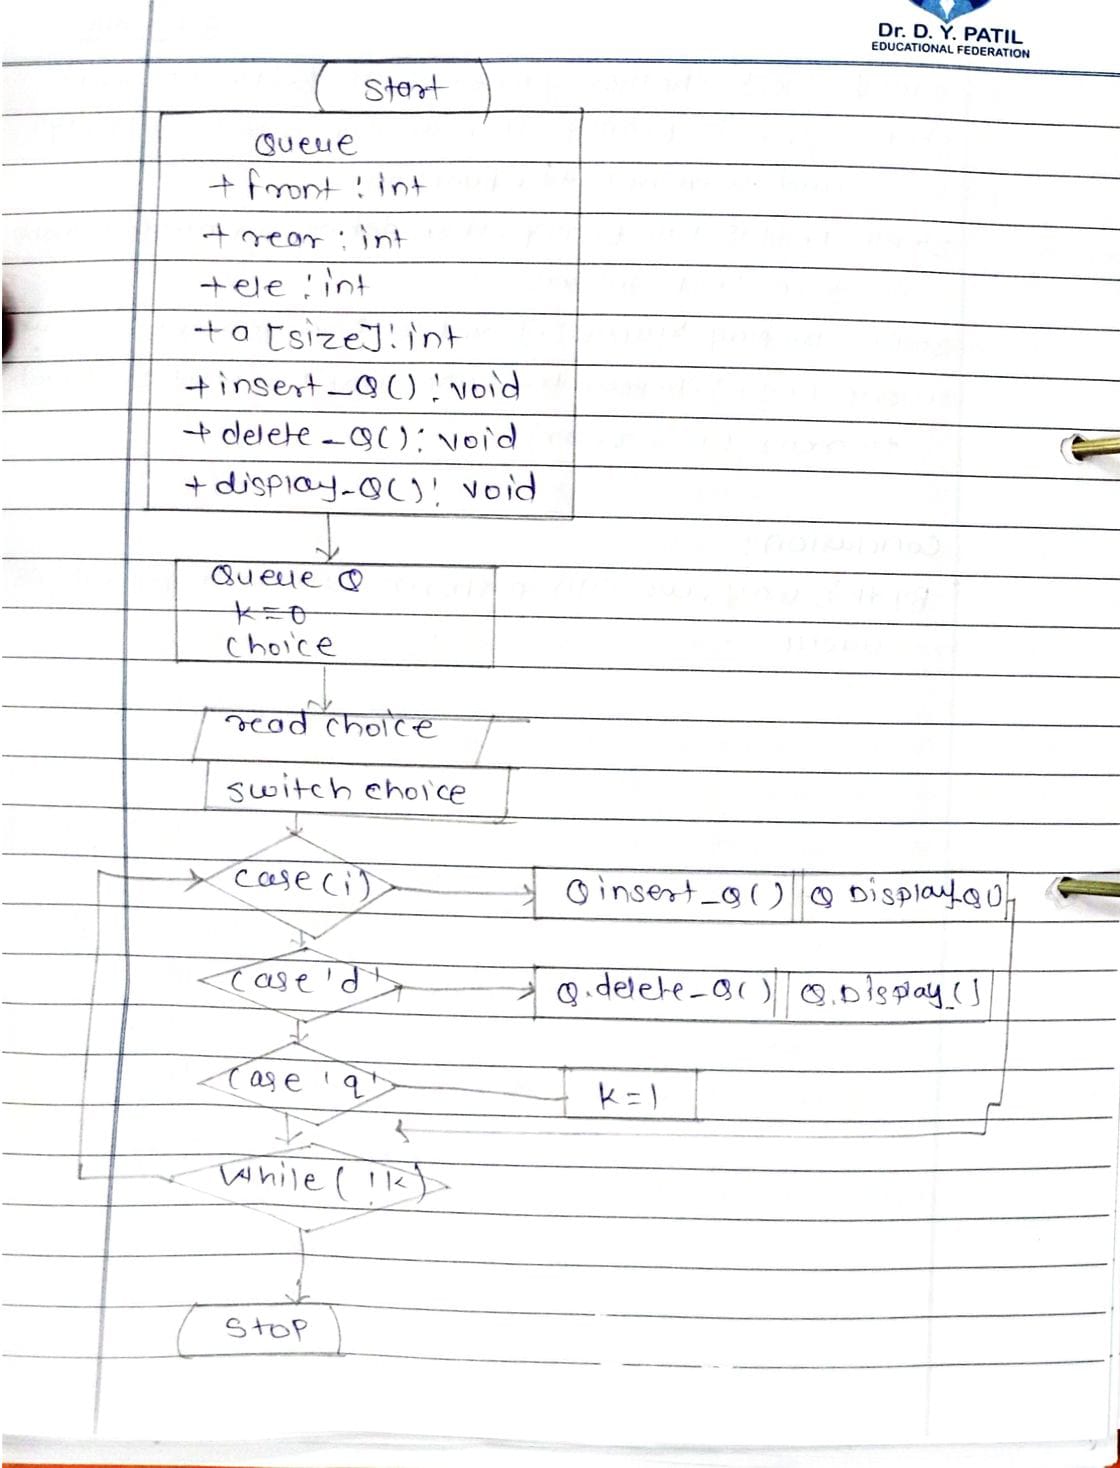 Dr. D. Y. PATIL
EDUCATIONAL FEDERATION
Start
Queue
+ front : int
+ rear : int
+ ele : int
+ a [size] : int
+ insert_Q() : void
+ delete_Q() : void
+ display_Q() : void
Queue Q
k=0
choice
read choice
switch choice
case (i) Q insert_Q() Q Display_Q()
case 'd' Q.delete_Q() Q.Display_()
case 'q' k=1
While ( !k)
Stop